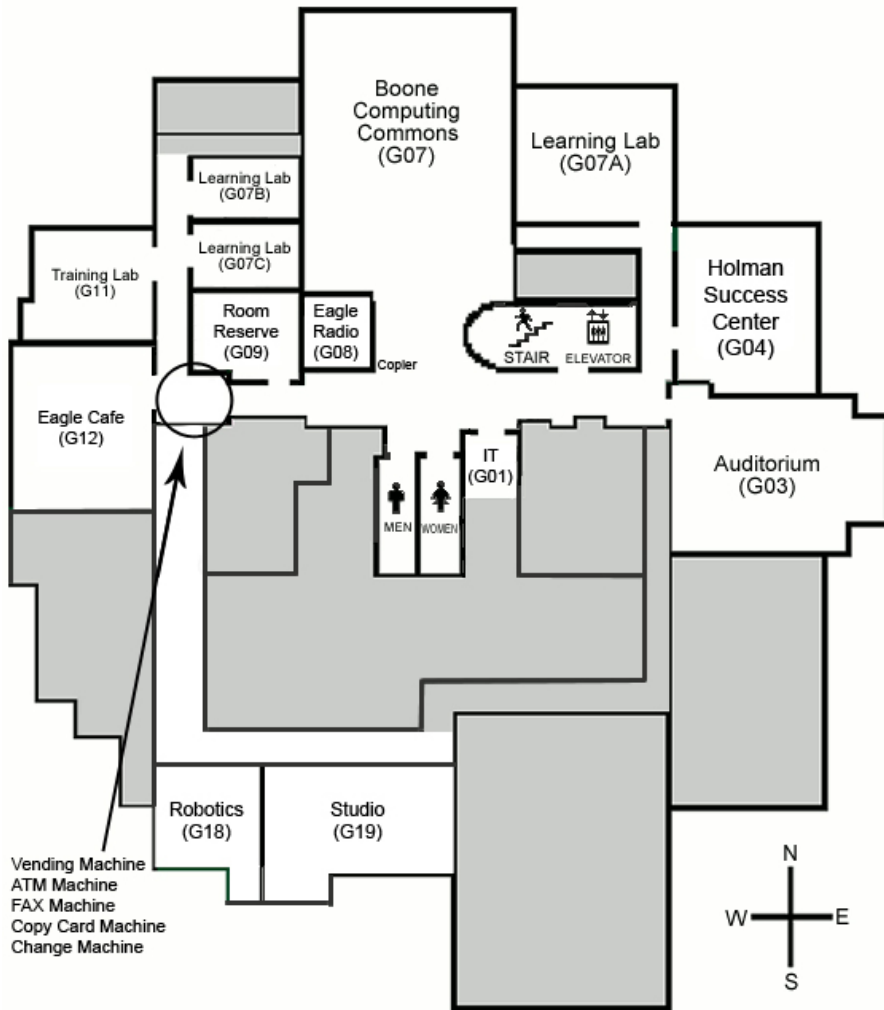 Boone
Computing
Commons
(G07)
Learning Lab
(G07A)
Learning Lab
(G07B)
Learning Lab
(G07C)
Training Lab
(G11)
Room
Reserve
(G09)
Eagle
Radio
(G08)
Copier
STAIR
ELEVATOR
Holman
Success
Center
(G04)
Eagle Cafe
(G12)
IT
(G01)
MEN
WOMEN
Auditorium
(G03)
Robotics
(G18)
Studio
(G19)
Vending Machine
ATM Machine
FAX Machine
Copy Card Machine
Change Machine
N
W
E
S